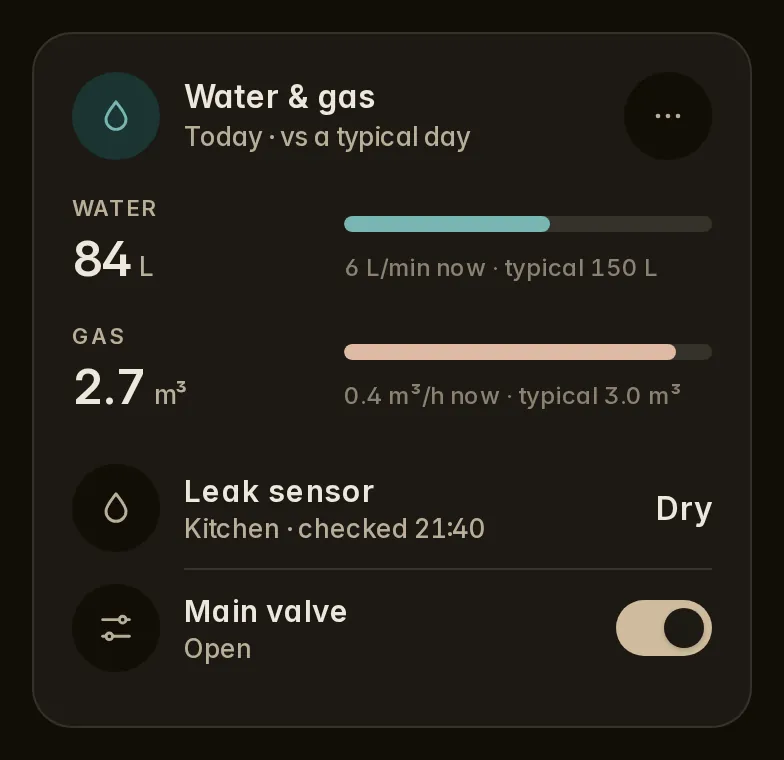 Water & gas
Today · vs a typical day
WATER
84 L
6 L/min now · typical 150 L
GAS
2.7 m³
0.4 m³/h now · typical 3.0 m³
Leak sensor
Kitchen · checked 21:40
Dry
Main valve
Open